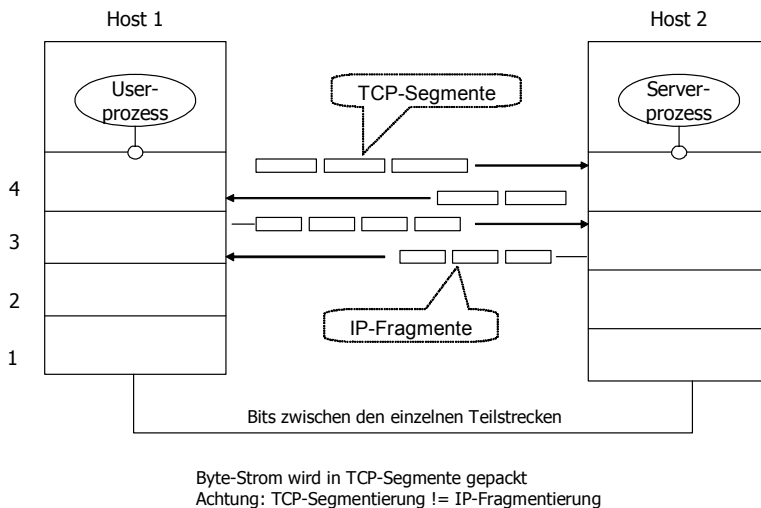 Host 1
Host 2
User-
prozess
TCP-Segmente
Server-
prozess
4
3
2
1
IP-Fragmente
Bits zwischen den einzelnen Teilstrecken
Byte-Strom wird in TCP-Segmente gepackt
Achtung: TCP-Segmentierung != IP-Fragmentierung